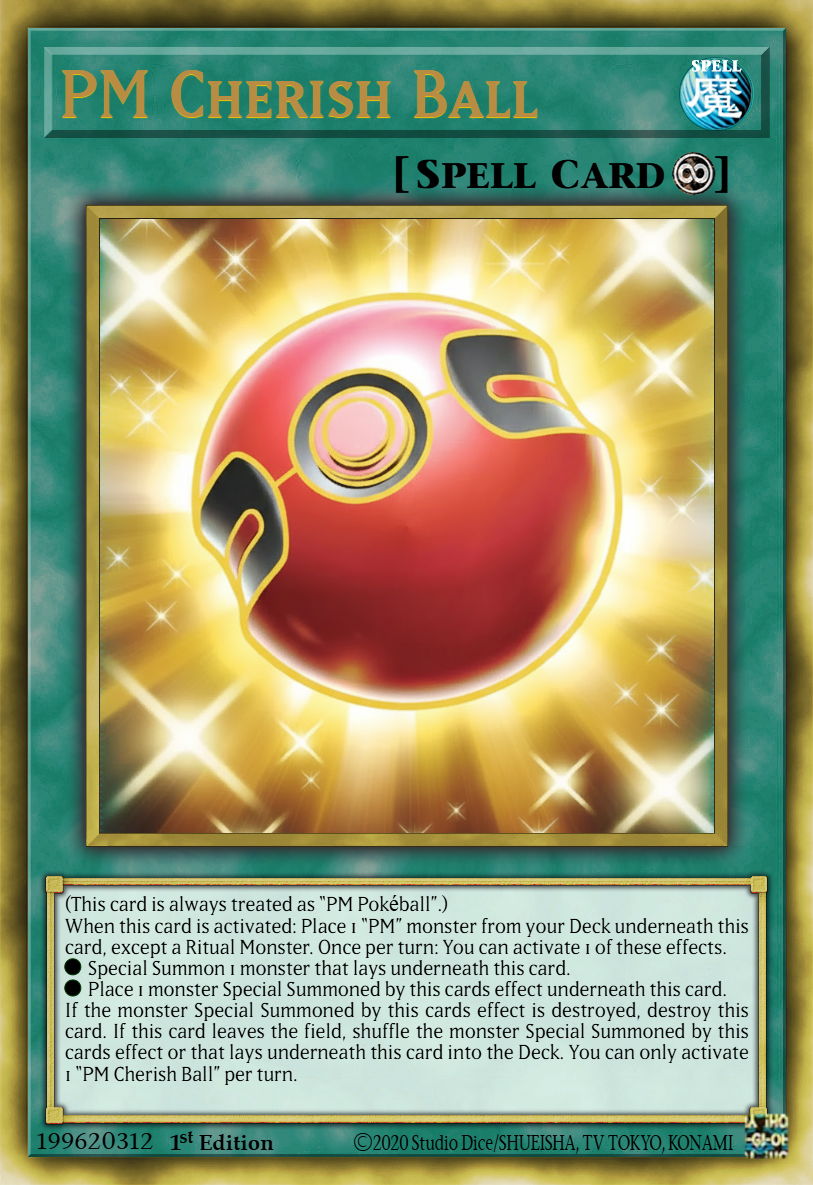 PM Cherish Ball
SPELL
魔
[Spell Card]
(This card is always treated as “PM Pokéball”.)
When this card is activated: Place 1 “PM” monster from your Deck underneath this
card, except a Ritual Monster. Once per turn: You can activate 1 of these effects.
● Special Summon 1 monster that lays underneath this card.
● Place 1 monster Special Summoned by this cards effect underneath this card.
If the monster Special Summoned by this cards effect is destroyed, destroy this
card. If this card leaves the field, shuffle the monster Special Summoned by this
cards effect or that lays underneath this card into the Deck. You can only activate
1 “PM Cherish Ball” per turn.
199620312 1st Edition ©2020 Studio Dice/SHUEISHA, TV TOKYO, KONAMI